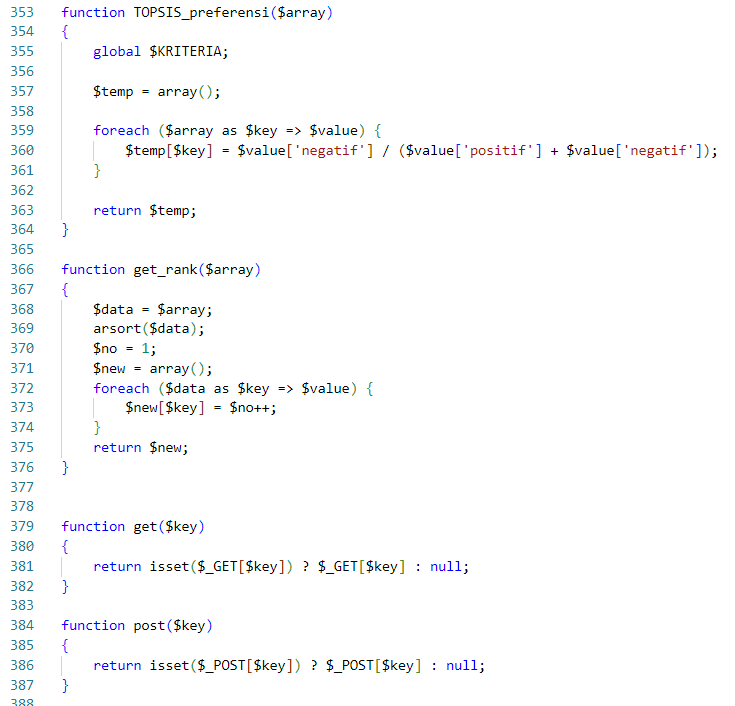 353 function TOPSIS_preferensi($array)
354 {
355     global $KRITERIA;
356
357     $temp = array();
358
359     foreach ($array as $key => $value) {
360         $temp[$key] = $value['negatif'] / ($value['positif'] + $value['negatif']);
361     }
362
363     return $temp;
364 }
365
366 function get_rank($array)
367 {
368     $data = $array;
369     arsort($data);
370     $no = 1;
371     $new = array();
372     foreach ($data as $key => $value) {
373         $new[$key] = $no++;
374     }
375     return $new;
376 }
377
378
379 function get($key)
380 {
381     return isset($_GET[$key]) ? $_GET[$key] : null;
382 }
383
384 function post($key)
385 {
386     return isset($_POST[$key]) ? $_POST[$key] : null;
387 }
388